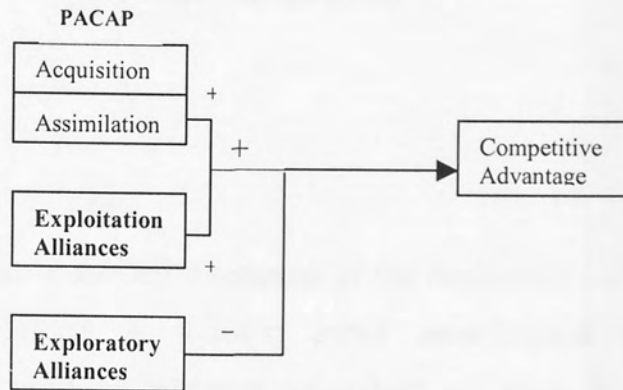 PACAP
Acquisition
+
Assimilation
+
Competitive
Advantage
Exploitation
Alliances
+
−
Exploratory
Alliances